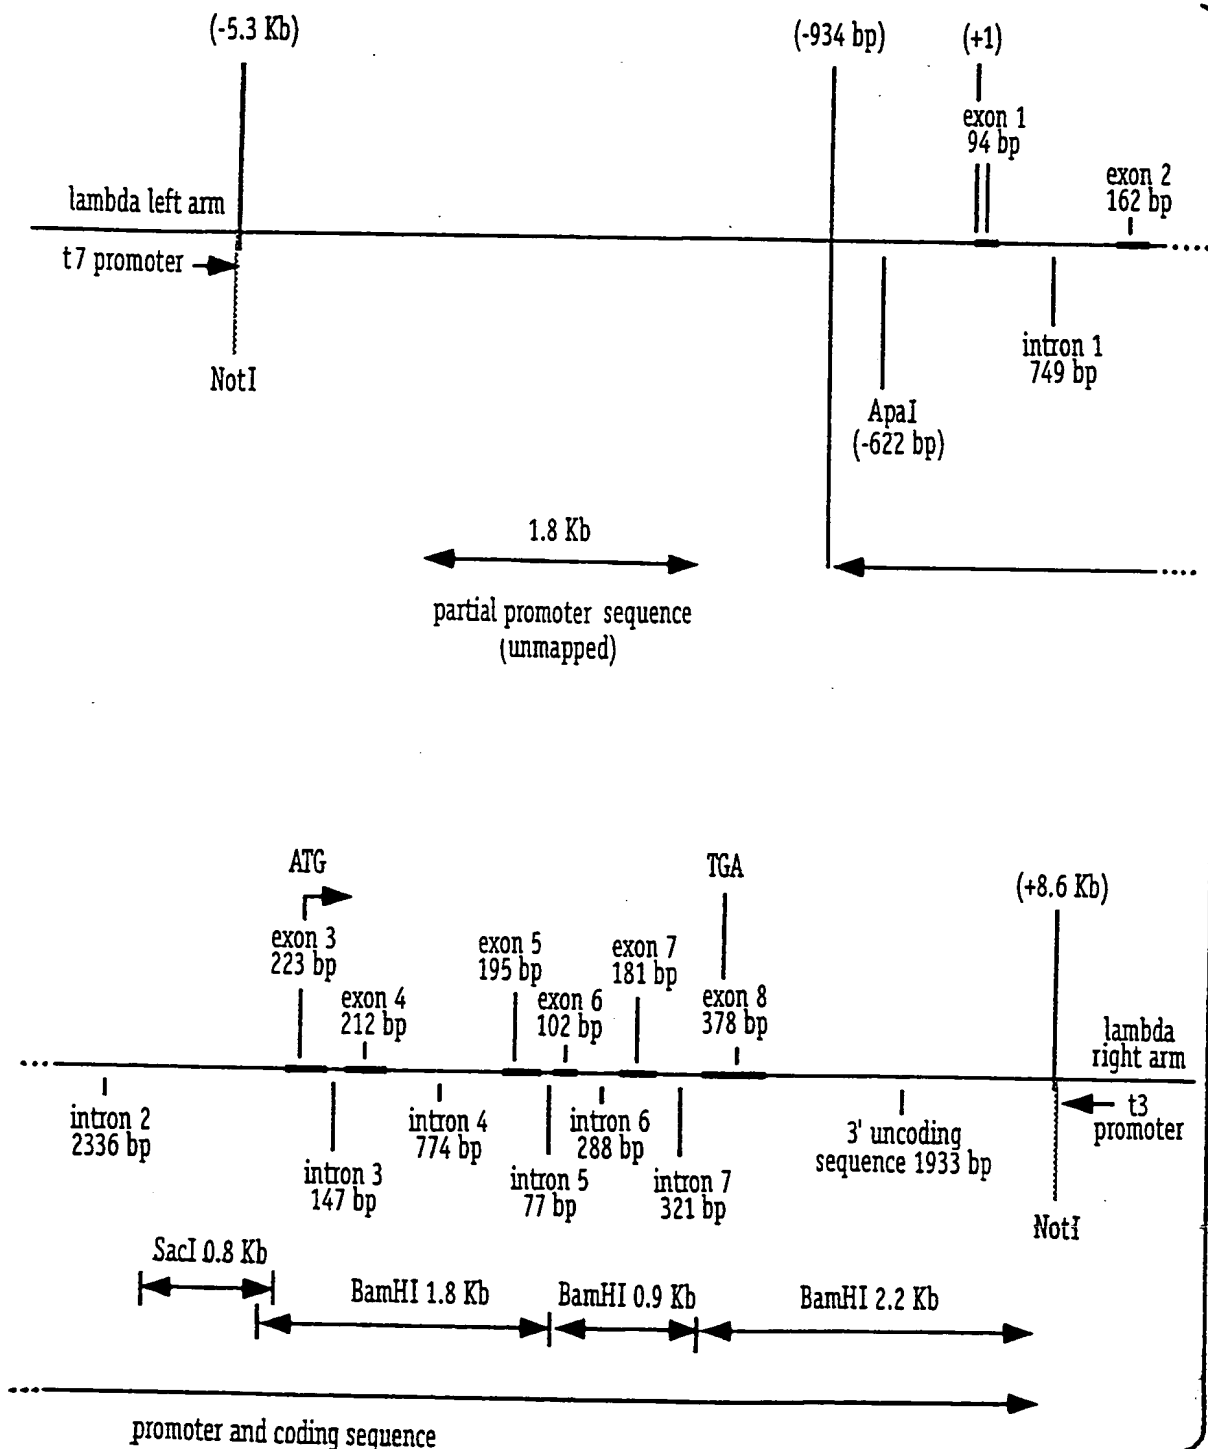 (-5.3 Kb)
(-934 bp)
(+1)
exon 1
94 bp
exon 2
162 bp
lambda left arm
t7 promoter
NotI
intron 1
749 bp
ApaI
(-622 bp)
1.8 Kb
partial promoter sequence
(unmapped)
ATG
TGA
(+8.6 Kb)
exon 3
223 bp
exon 4
212 bp
exon 5
195 bp
exon 6
102 bp
exon 7
181 bp
exon 8
378 bp
lambda
right arm
intron 2
2336 bp
intron 3
147 bp
intron 4
774 bp
intron 5
77 bp
intron 6
288 bp
intron 7
321 bp
3' uncoding
sequence 1933 bp
t3
promoter
NotI
SacI 0.8 Kb
BamHI 1.8 Kb
BamHI 0.9 Kb
BamHI 2.2 Kb
promoter and coding sequence